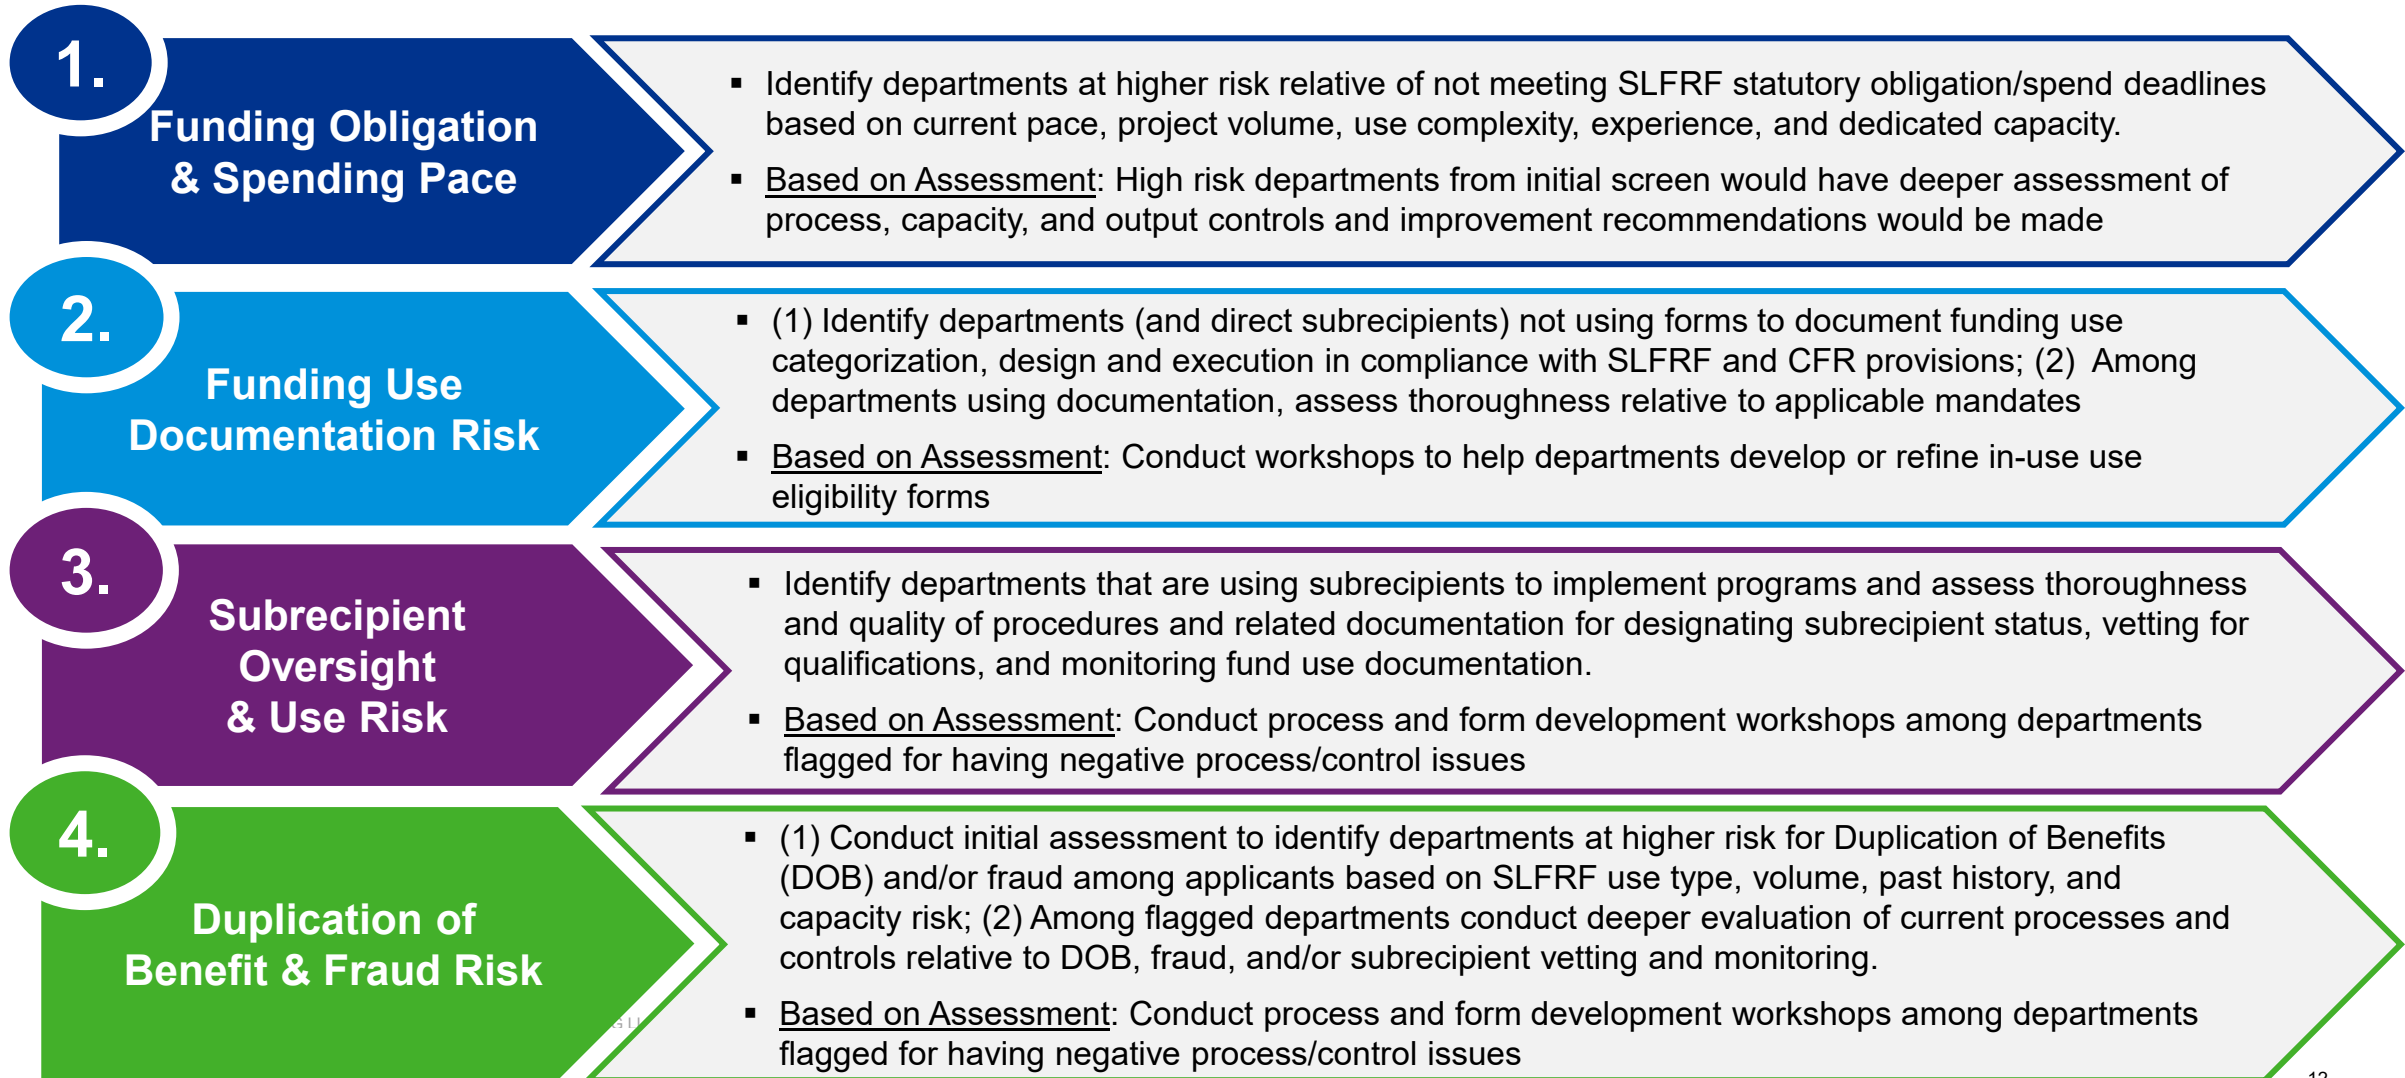 1.
Funding Obligation
& Spending Pace
▪ Identify departments at higher risk relative of not meeting SLFRF statutory obligation/spend deadlines
based on current pace, project volume, use complexity, experience, and dedicated capacity.
▪ Based on Assessment: High risk departments from initial screen would have deeper assessment of
process, capacity, and output controls and improvement recommendations would be made
2.
Funding Use
Documentation Risk
▪ (1) Identify departments (and direct subrecipients) not using forms to document funding use
categorization, design and execution in compliance with SLFRF and CFR provisions; (2) Among
departments using documentation, assess thoroughness relative to applicable mandates
▪ Based on Assessment: Conduct workshops to help departments develop or refine in-use use
eligibility forms
3.
Subrecipient
Oversight
& Use Risk
▪ Identify departments that are using subrecipients to implement programs and assess thoroughness
and quality of procedures and related documentation for designating subrecipient status, vetting for
qualifications, and monitoring fund use documentation.
▪ Based on Assessment: Conduct process and form development workshops among departments
flagged for having negative process/control issues
4.
Duplication of
Benefit & Fraud Risk
▪ (1) Conduct initial assessment to identify departments at higher risk for Duplication of Benefits
(DOB) and/or fraud among applicants based on SLFRF use type, volume, past history, and
capacity risk; (2) Among flagged departments conduct deeper evaluation of current processes and
controls relative to DOB, fraud, and/or subrecipient vetting and monitoring.
▪ Based on Assessment: Conduct process and form development workshops among departments
flagged for having negative process/control issues